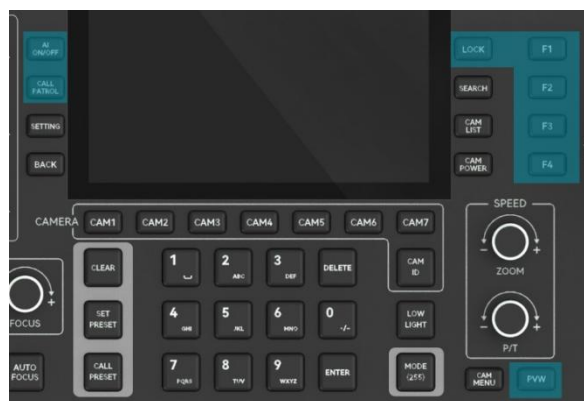 AI
ON/OFF
CALL
PATROL
SETTING
BACK
LOCK
F1
SEARCH
F2
CAM
LIST
F3
CAM
POWER
F4
CAMERA
CAM1
CAM2
CAM3
CAM4
CAM5
CAM6
CAM7
CLEAR
1
2
ABC
3
DEF
DELETE
CAM
ID
SPEED
-
+
ZOOM
+
FOCUS
SET
PRESET
4
GHI
5
JKL
6
MNO
0
-/-
LOW
LIGHT
-
+
P/T
AUTO
FOCUS
CALL
PRESET
7
PQRS
8
TUV
9
WXYZ
ENTER
MODE
(255)
CAM
MENU
PVW